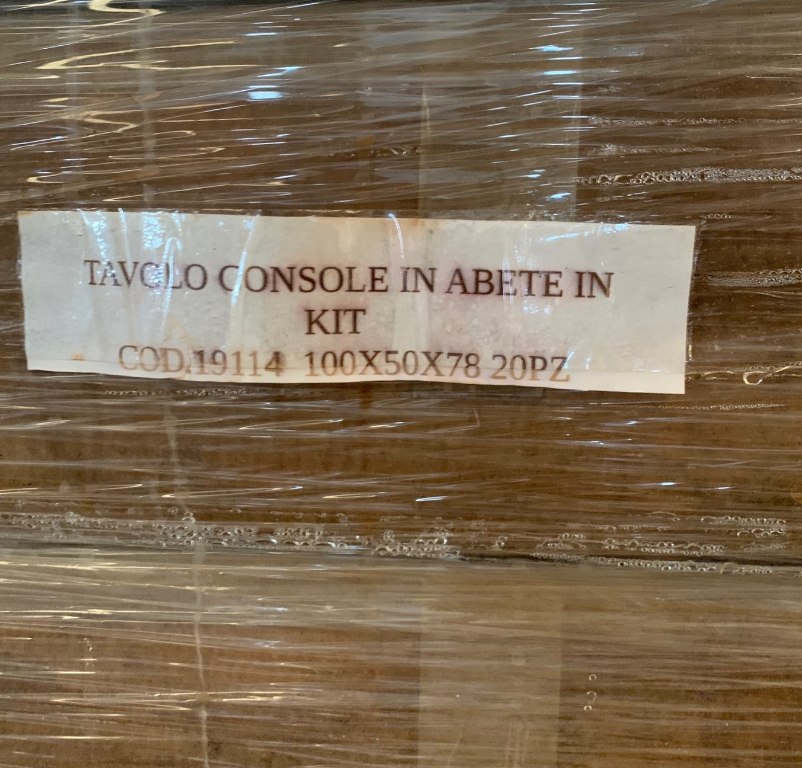 TAVOLO CONSOLE IN ABETE IN
KIT
COD.19114 100X50X78 20PZ